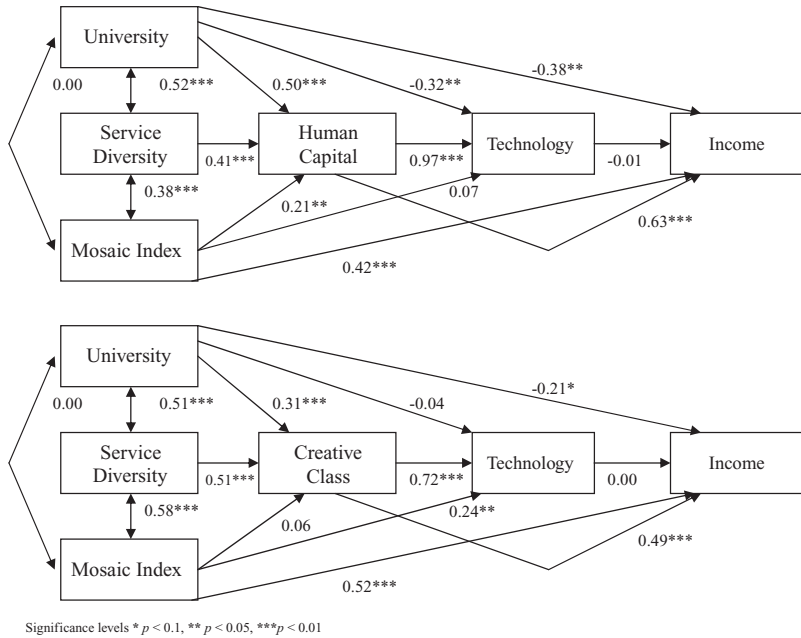 University
-0.38**
0.00
0.52***
0.50***
-0.32**
Service
Diversity
Human
Capital
Technology
Income
0.41***
0.97***
-0.01
0.38***
0.21**
0.07
0.63***
Mosaic Index
0.42***
University
-0.21*
0.00
0.51***
0.31***
-0.04
Service
Diversity
Creative
Class
Technology
Income
0.51***
0.72***
0.00
0.58***
0.06
0.24**
0.49***
Mosaic Index
0.52***
Significance levels * p < 0.1, ** p < 0.05, ***p < 0.01